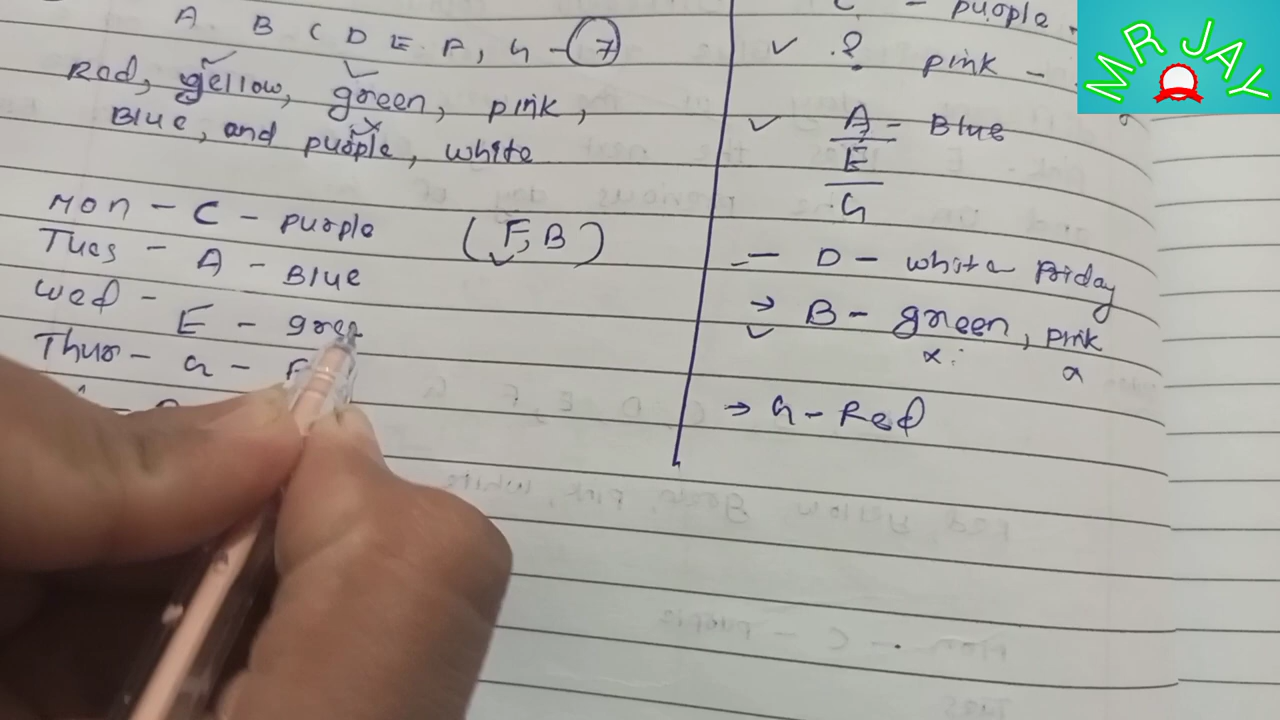 A B C D E F, G - 7
Red, yellow, green, pink,
Blue, and purple, white
Mon - C - purple (F, B)
Tues - A - Blue
Wed - E - green
Thur - G -
C - purple
? pink -
A - Blue
E
G
- D - white Friday
→ B - green, pink
x x
→ G - Red
MR JAY